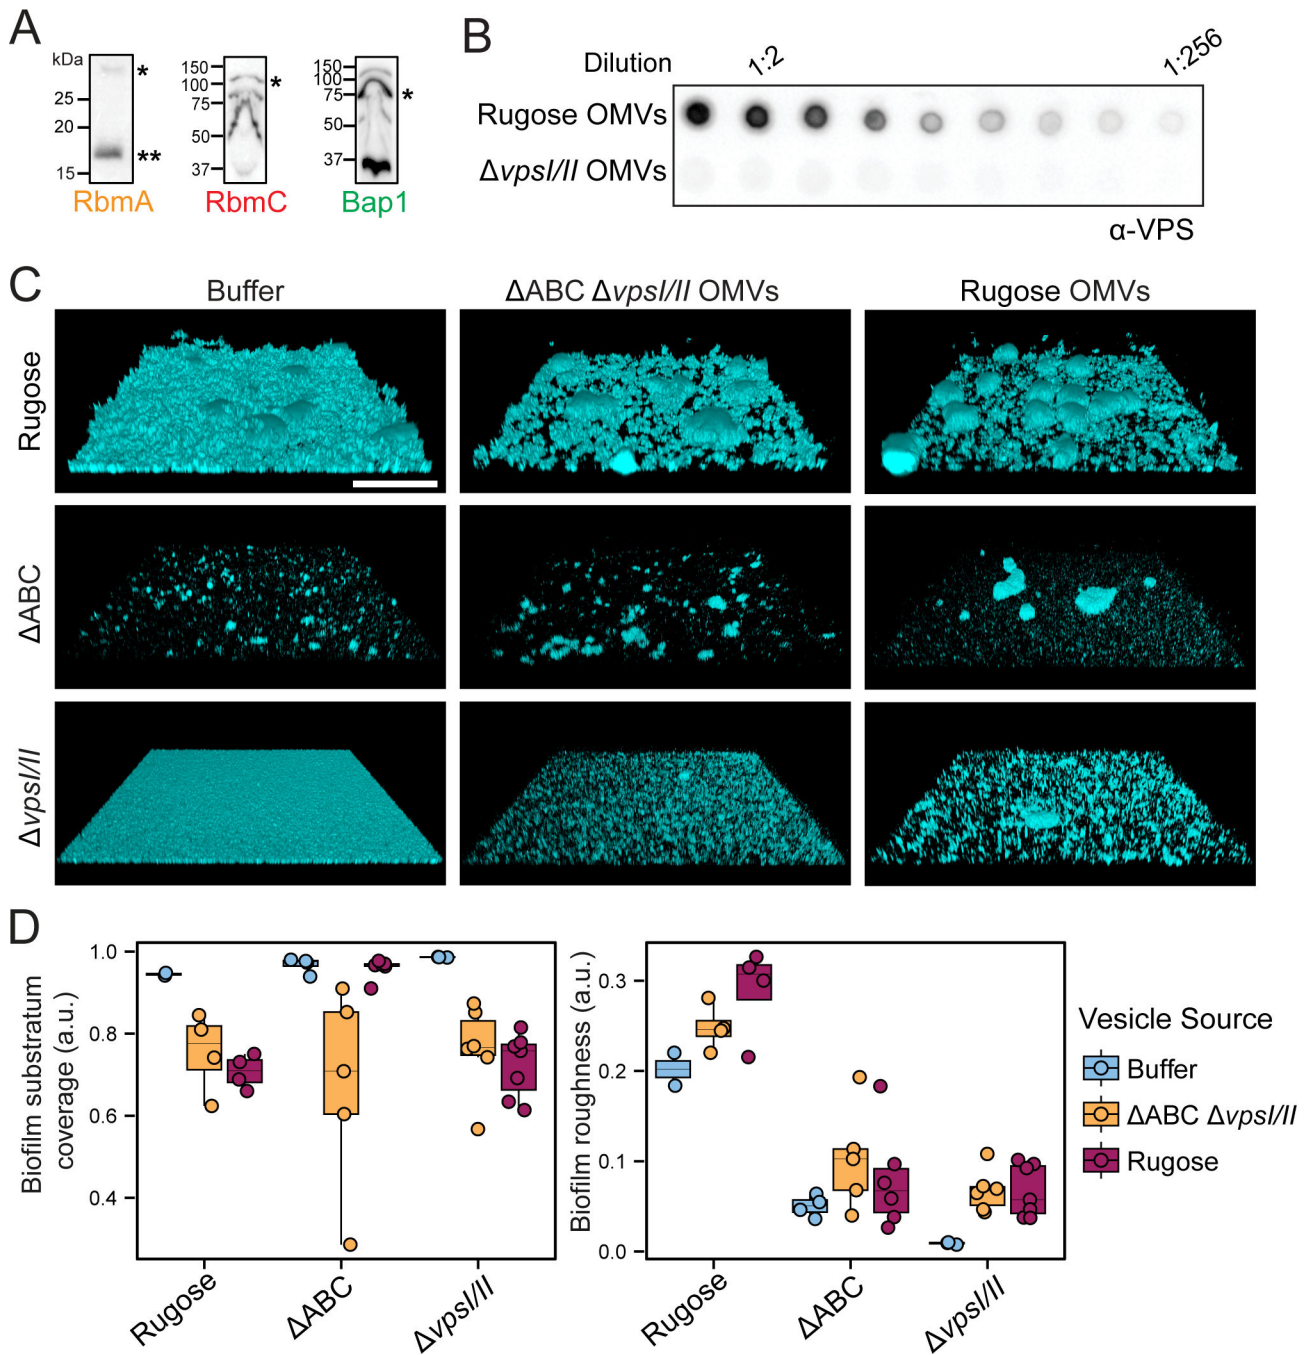 A
kDa
25
20
15
*
**
RbmA
150
100
75
50
37
*
RbmC
150
100
75
50
37
*
Bap1
B
Dilution 1:2 1:256
Rugose OMVs
ΔvpsI/II OMVs
α-VPS
C
Buffer ΔABC ΔvpsI/II OMVs Rugose OMVs
Rugose
ΔABC
ΔvpsI/II
D
Biofilm substratum
coverage (a.u.)
1.0
0.8
0.6
0.4
Rugose ΔABC ΔvpsI/II
Biofilm roughness (a.u.)
0.3
0.2
0.1
0.0
Rugose ΔABC ΔvpsI/II
Vesicle Source
Buffer
ΔABC ΔvpsI/II
Rugose